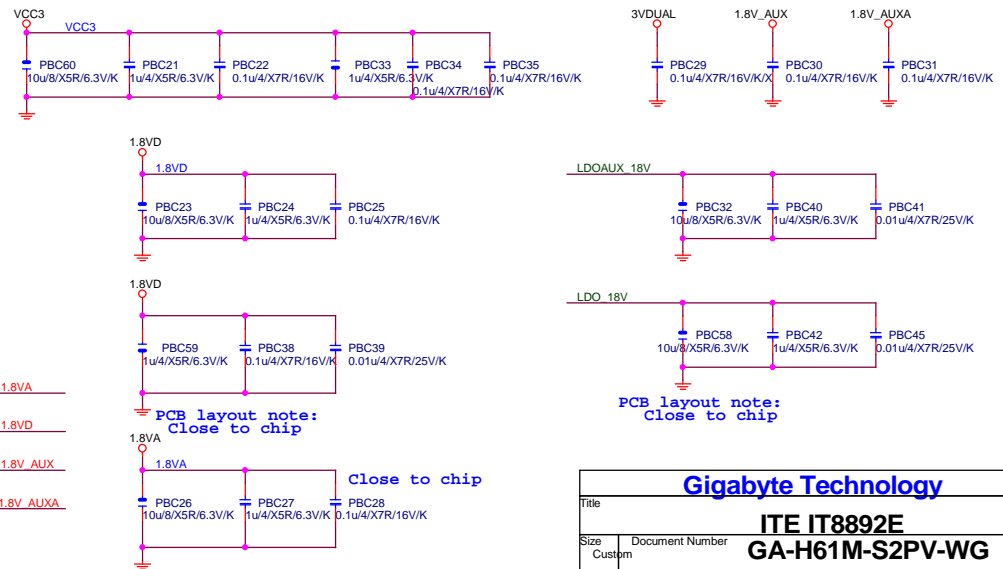 VCC3
VCC3
PBC60
10u/8/X5R/6.3V/K
PBC21
1u/4/X5R/6.3V/K
PBC22
0.1u/4/X7R/16V/K
PBC33
1u/4/X5R/6.3V/K
PBC34
0.1u/4/X7R/16V/K
PBC35
0.1u/4/X7R/16V/K
3VDUAL
1.8V_AUX
1.8V_AUXA
PBC29
0.1u/4/X7R/16V/K/X
PBC30
0.1u/4/X7R/16V/K
PBC31
0.1u/4/X7R/16V/K
1.8VD
1.8VD
PBC23
10u/8/X5R/6.3V/K
PBC24
1u/4/X5R/6.3V/K
PBC25
0.1u/4/X7R/16V/K
LDOAUX_18V
PBC32
10u/8/X5R/6.3V/K
PBC40
1u/4/X5R/6.3V/K
PBC41
0.01u/4/X7R/25V/K
1.8VD
PBC59
1u/4/X5R/6.3V/K
PBC38
0.1u/4/X7R/16V/K
PBC39
0.01u/4/X7R/25V/K
LDO_18V
PBC58
10u/8/X5R/6.3V/K
PBC42
1u/4/X5R/6.3V/K
PBC45
0.01u/4/X7R/25V/K
PCB layout note:
Close to chip
PCB layout note:
Close to chip
1.8VA
1.8VD
1.8V_AUX
1.8V_AUXA
1.8VA
1.8VA
Close to chip
PBC26
10u/8/X5R/6.3V/K
PBC27
1u/4/X5R/6.3V/K
PBC28
0.1u/4/X7R/16V/K
Gigabyte Technology
Title
ITE IT8892E
Size
Custom
Document Number
GA-H61M-S2PV-WG